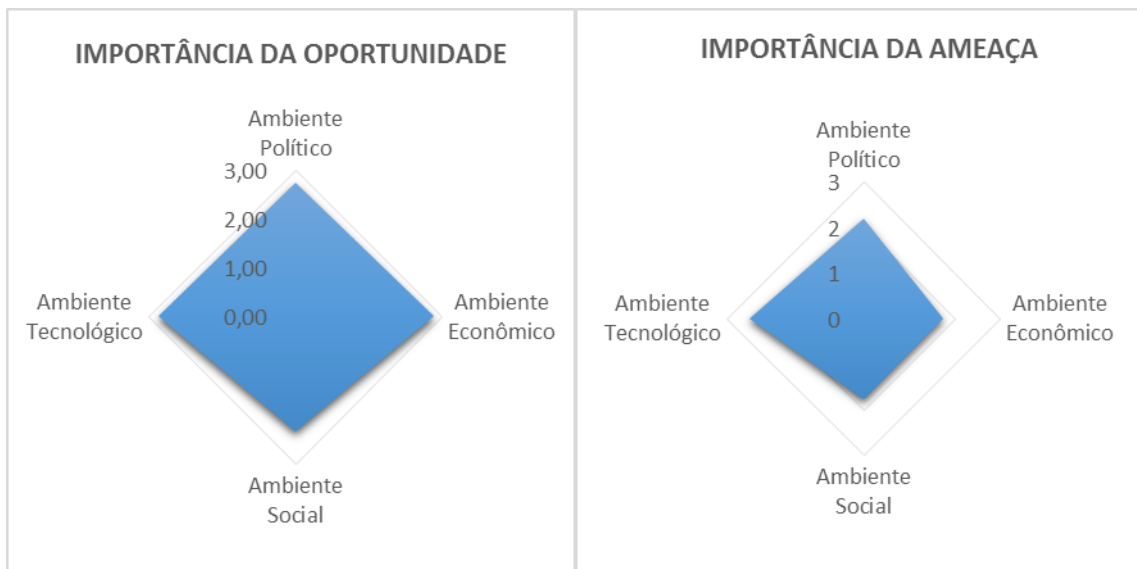 IMPORTÂNCIA DA OPORTUNIDADE
Ambiente
Político
3,00
2,00
1,00
0,00
Ambiente
Tecnológico
Ambiente
Econômico
Ambiente
Social
IMPORTÂNCIA DA AMEAÇA
Ambiente
Político
3
2
1
0
Ambiente
Tecnológico
Ambiente
Econômico
Ambiente
Social